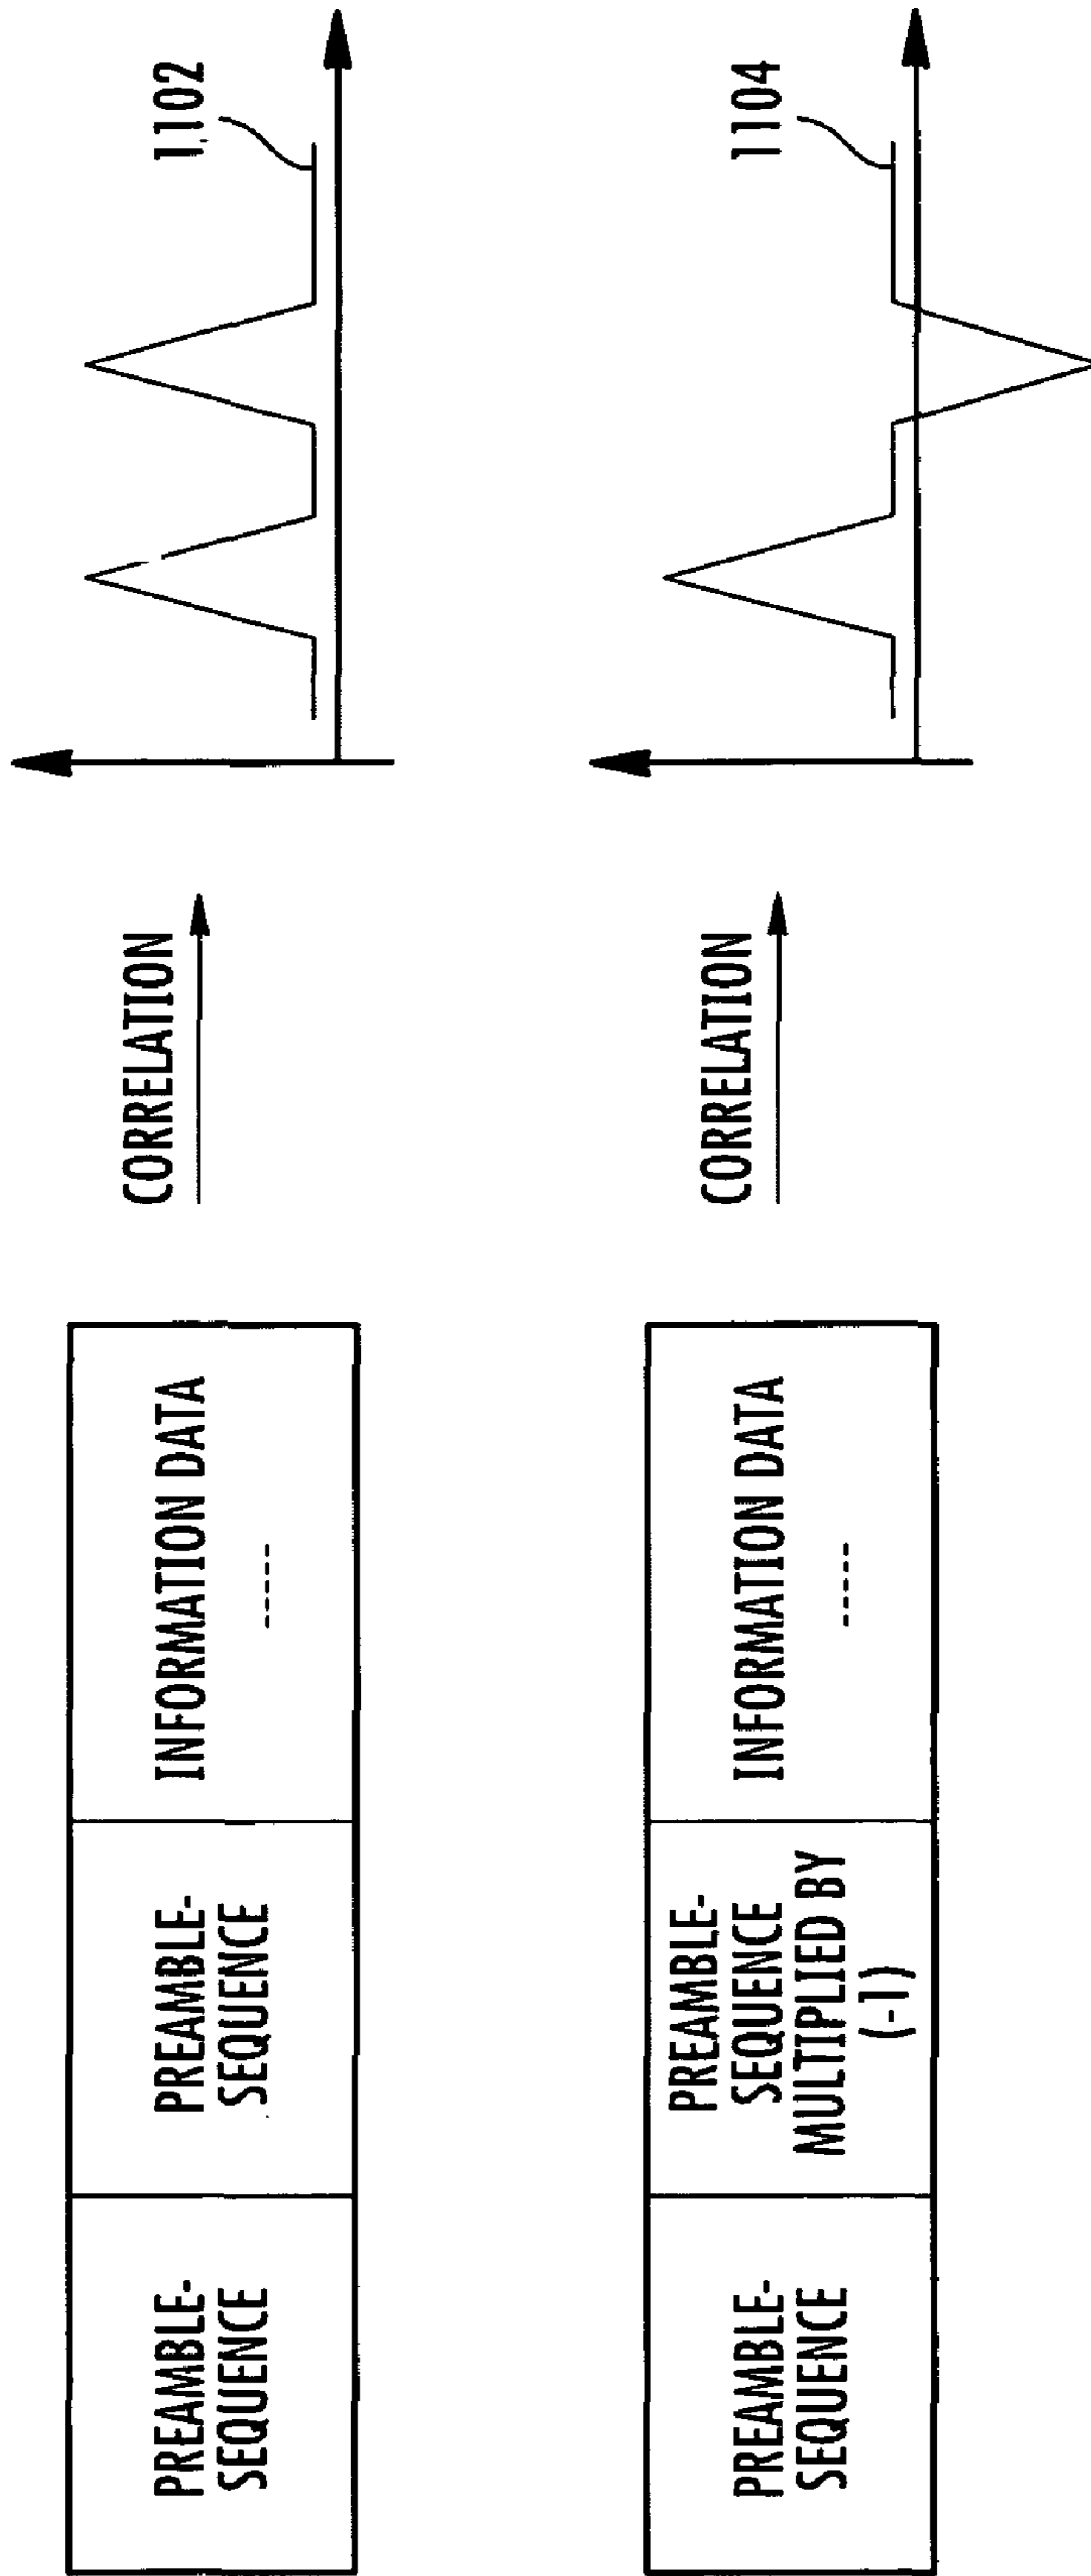 PREAMBLE-
SEQUENCE
PREAMBLE-
SEQUENCE
INFORMATION DATA
-----
CORRELATION
1102
PREAMBLE-
SEQUENCE
PREAMBLE-
SEQUENCE
MULTIPLIED BY
(-1)
INFORMATION DATA
-----
CORRELATION
1104